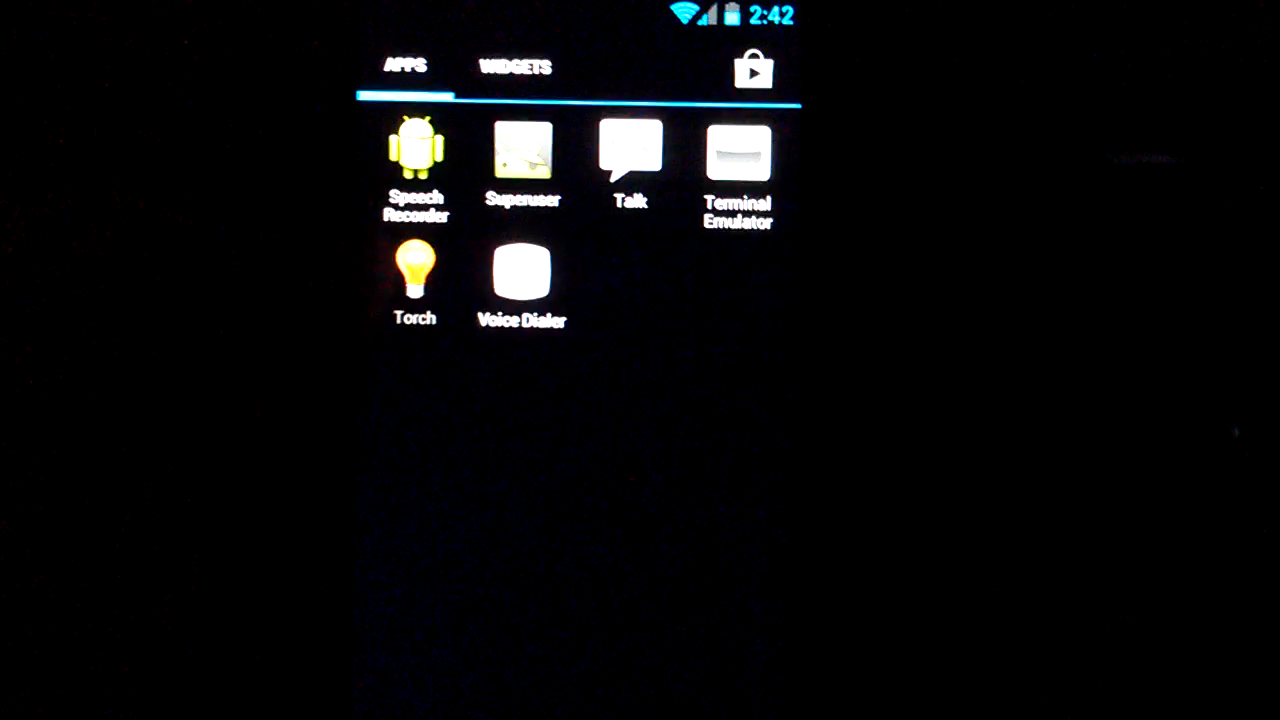 2:42
APPS WIDGETS
Speech Recorder
Superuser
Talk
Terminal Emulator
Torch
Voice Dialer